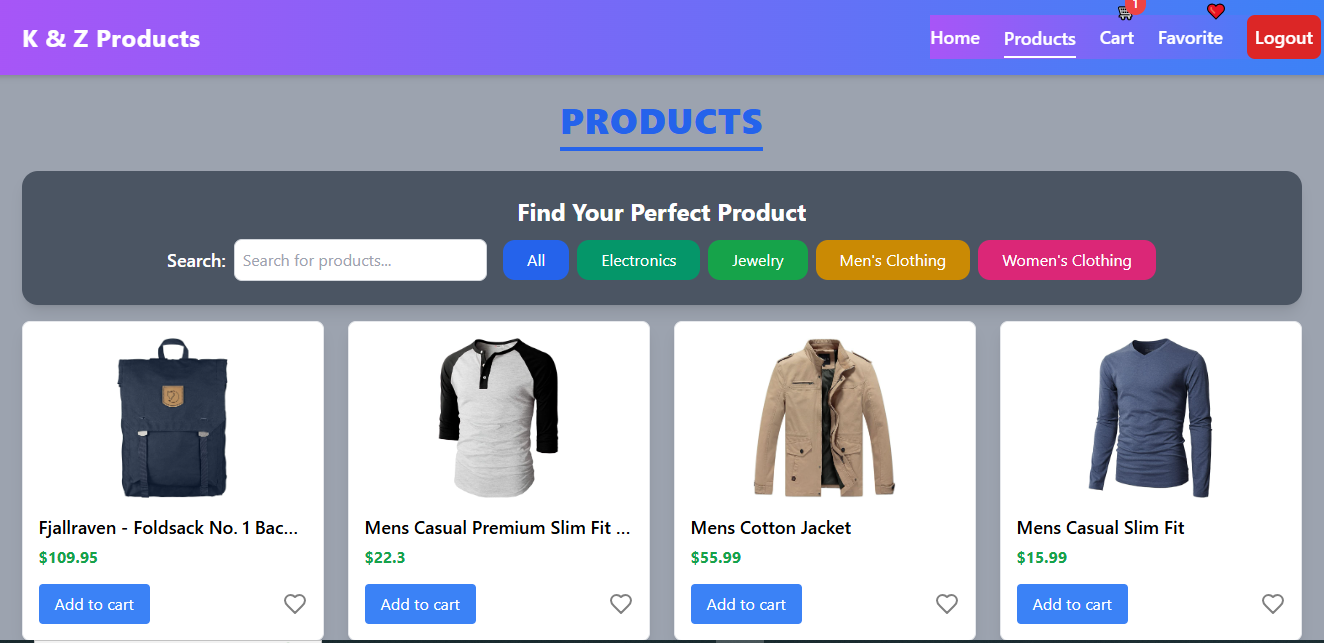 K & Z Products
1
Home Products Cart Favorite Logout
PRODUCTS
Find Your Perfect Product
Search: Search for products... All Electronics Jewelry Men's Clothing Women's Clothing
Fjallraven - Foldsack No. 1 Bac...
$109.95
Add to cart
Mens Casual Premium Slim Fit ...
$22.3
Add to cart
Mens Cotton Jacket
$55.99
Add to cart
Mens Casual Slim Fit
$15.99
Add to cart